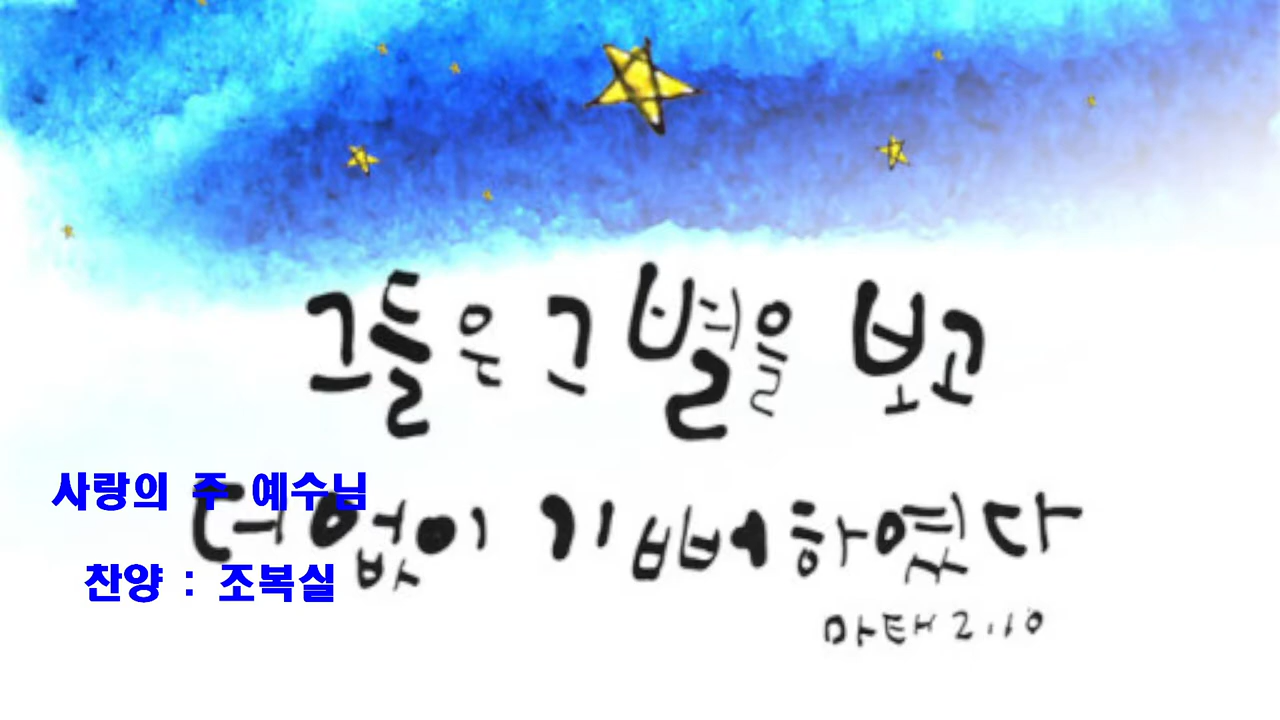 그들은 그 별을 보고
사랑의 주 예수님
더없이 기뻐하였다
찬양 : 조복실
마태 2:10